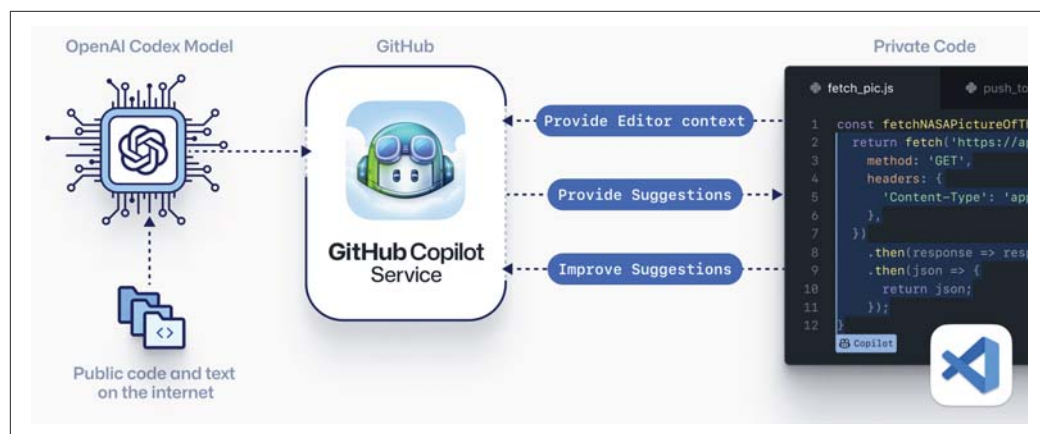 OpenAI Codex Model
GitHub
Private Code
fetch_pic.js
push_to
Provide Editor context
Provide Suggestions
Improve Suggestions
GitHub Copilot
Service
Public code and text
on the internet
<>
1 const fetchNASAPictureOfTh
2 return fetch('https://ap
3 method: 'GET',
4 headers: {
5 'Content-Type': 'app
6 },
7 })
8 .then(response => resp
9 .then(json => {
10 return json;
11 });
12 }
Copilot